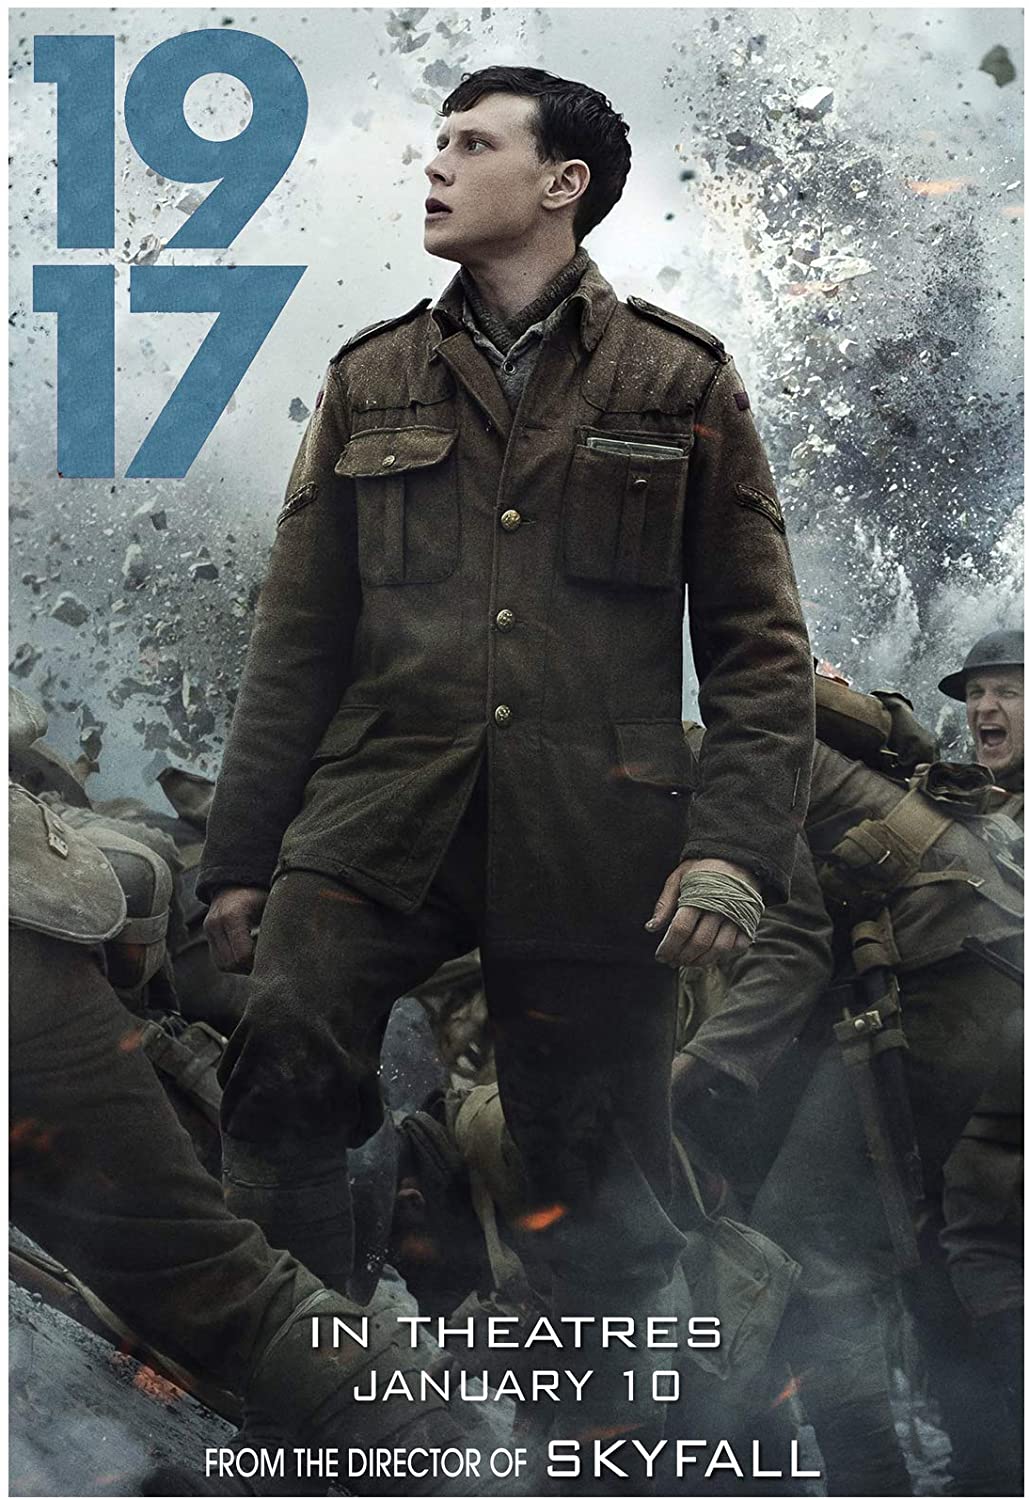 19
17
IN THEATRES
JANUARY 10
FROM THE DIRECTOR OF SKYFALL